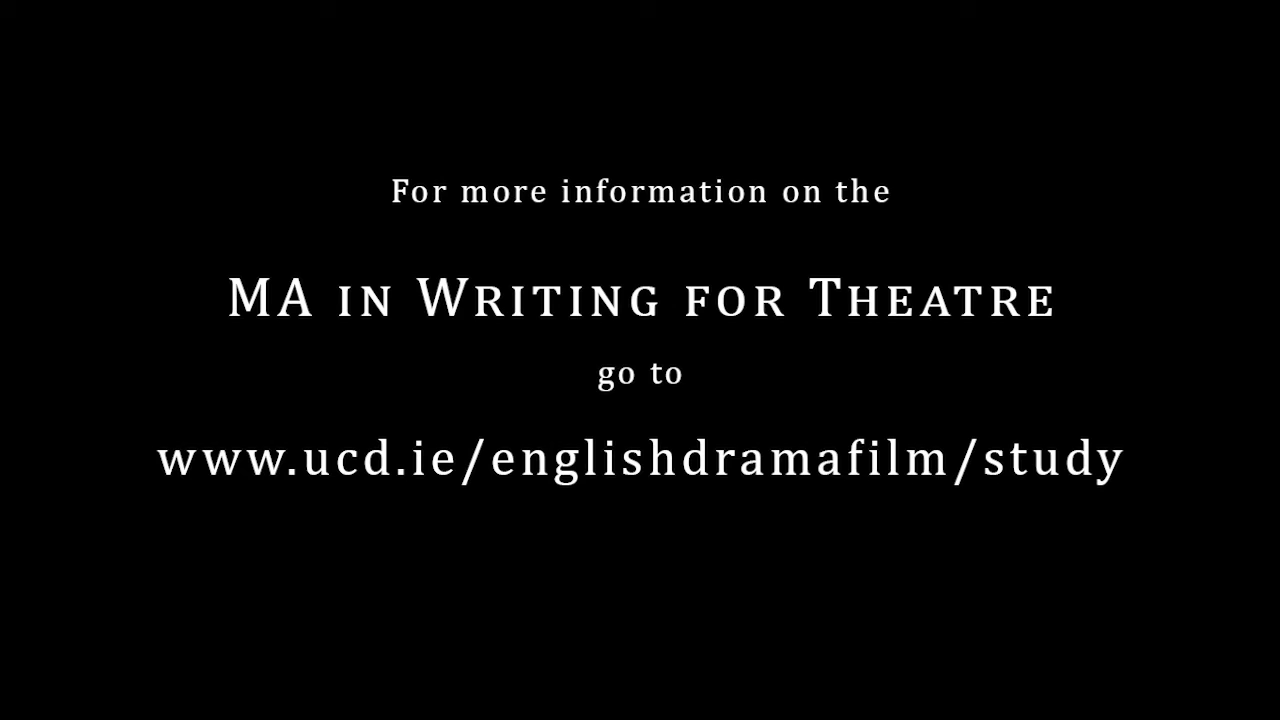 For more information on the
MA in Writing for Theatre
go to
www.ucd.ie/englishdramafilm/study